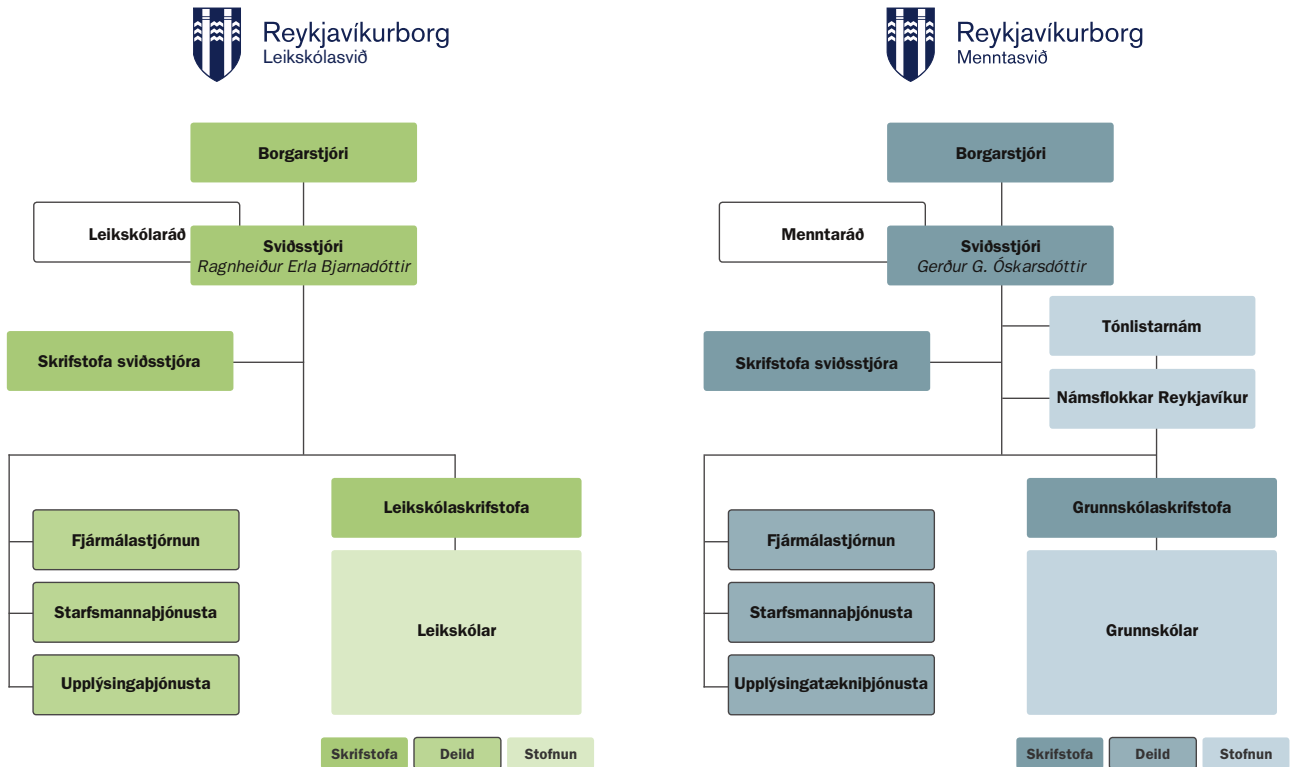 Reykjavíkurborg
Leikskólasvið
Borgarstjóri
Leikskólaráð
Sviðsstjóri
Ragnheiður Erla Bjarnadóttir
Skrifstofa sviðsstjóra
Leikskólaskrifstofa
Fjármálastjórnun
Starfsmannaþjónusta
Leikskólar
Upplýsingaþjónusta
Skrifstofa
Deild
Stofnun
Reykjavíkurborg
Menntasvið
Borgarstjóri
Menntaráð
Sviðsstjóri
Gerður G. Óskarsdóttir
Tónlistarnám
Skrifstofa sviðsstjóra
Námsflokkar Reykjavíkur
Grunnskólaskrifstofa
Fjármálastjórnun
Starfsmannaþjónusta
Grunnskólar
Upplýsingatækniþjónusta
Skrifstofa
Deild
Stofnun